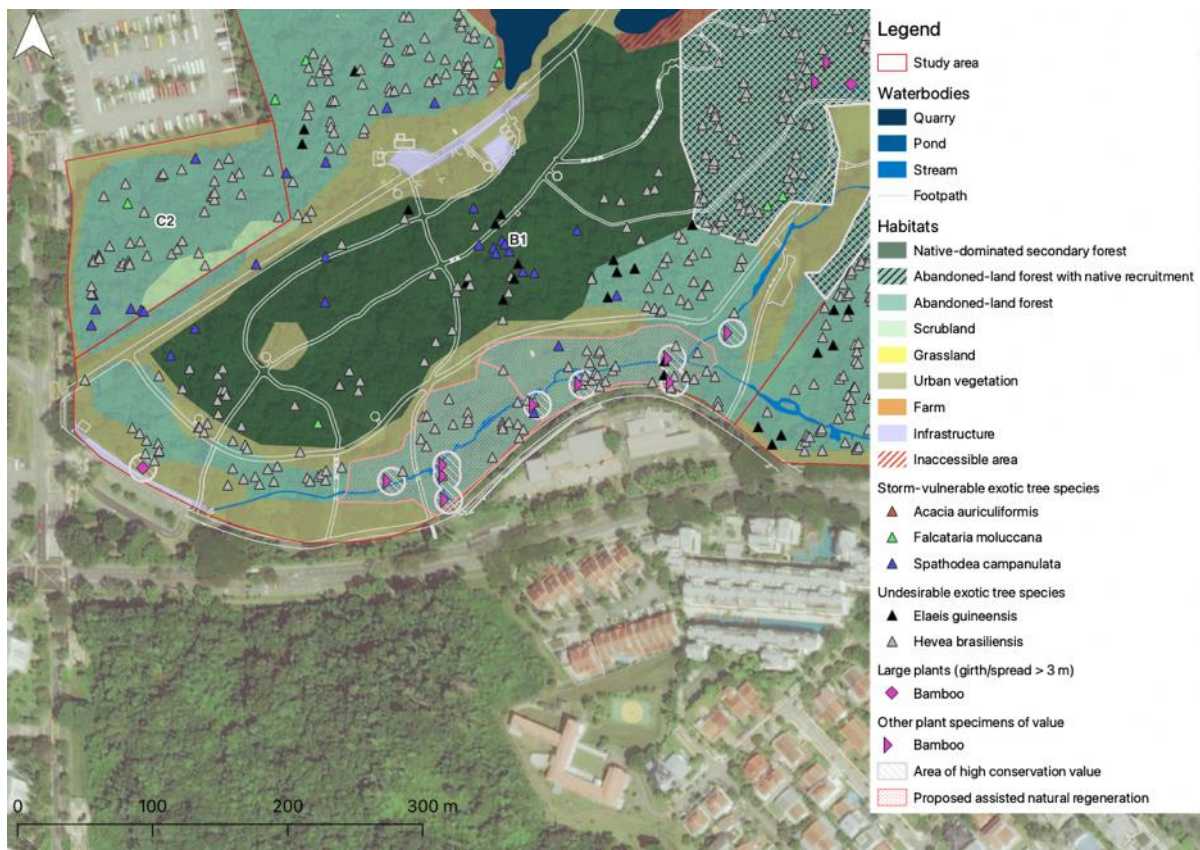 C2
B1
0
100
200
300 m
Legend
Study area
Waterbodies
Quarry
Pond
Stream
Footpath
Habitats
Native-dominated secondary forest
Abandoned-land forest with native recruitment
Abandoned-land forest
Scrubland
Grassland
Urban vegetation
Farm
Infrastructure
Inaccessible area
Storm-vulnerable exotic tree species
Acacia auriculiformis
Falcataria moluccana
Spathodea campanulata
Undesirable exotic tree species
Elaeis guineensis
Hevea brasiliensis
Large plants (girth/spread > 3 m)
Bamboo
Other plant specimens of value
Bamboo
Area of high conservation value
Proposed assisted natural regeneration